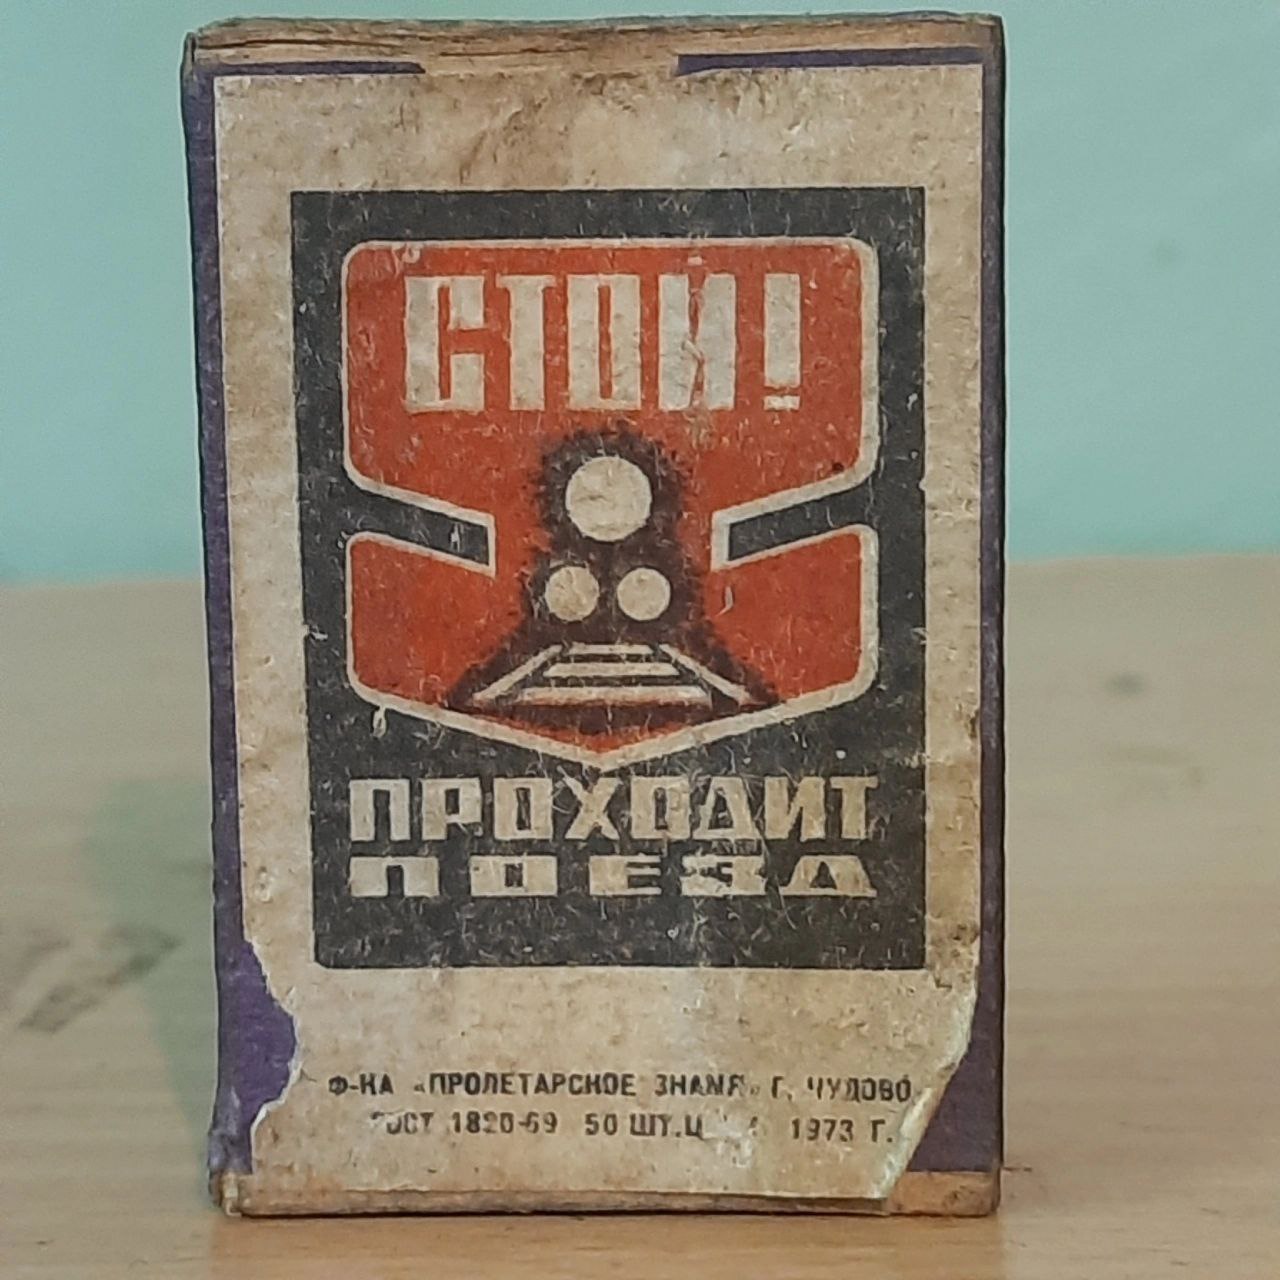 СТОЙ!
ПРОХОДИТ
ПОЕЗД
Ф-КА «ПРОЛЕТАРСКОЕ ЗНАМЯ» Г. ЧУДОВО
ГОСТ 1820-69 50 ШТ. 1973 Г.